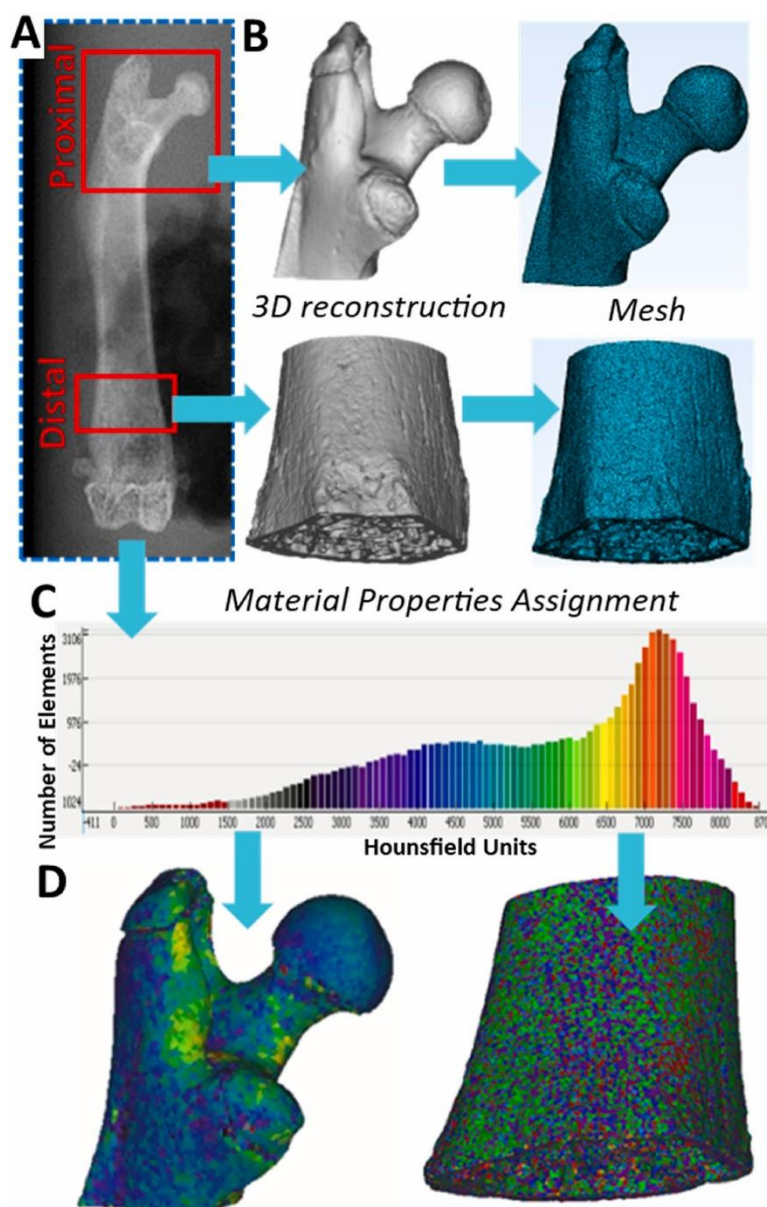 A
B
Proximal
3D reconstruction
Mesh
Distal
C
Material Properties Assignment
Number of Elements
3106
1976
976
-24
1024
-411 0 500 1000 1500 2000 2500 3000 3500 4000 4500 5000 5500 6000 6500 7000 7500 8000 870
Hounsfield Units
D